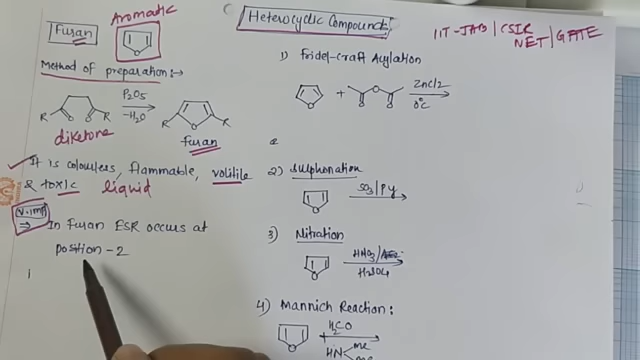 Heterocyclic Compounds
IIT-JAM/CSIR
NET/GATE
Furan
Aromatic
Method of preparation:→
R
O
O
R
P2O5
-H2O
R
O
R
diketone
furan
It is colourless, flammable, volitile
& toxic liquid
V.imp
⇒ In Furan ESR occurs at
position-2
1) Fridel-Craft Acylation
O
+
O
O
O
ZnCl2
0°C
2) Sulphonation
O
SO3/Py
3) Nitration
O
HNO3/
H2SO4
4) Mannich Reaction:
O
+
H2CO
HN
me
me